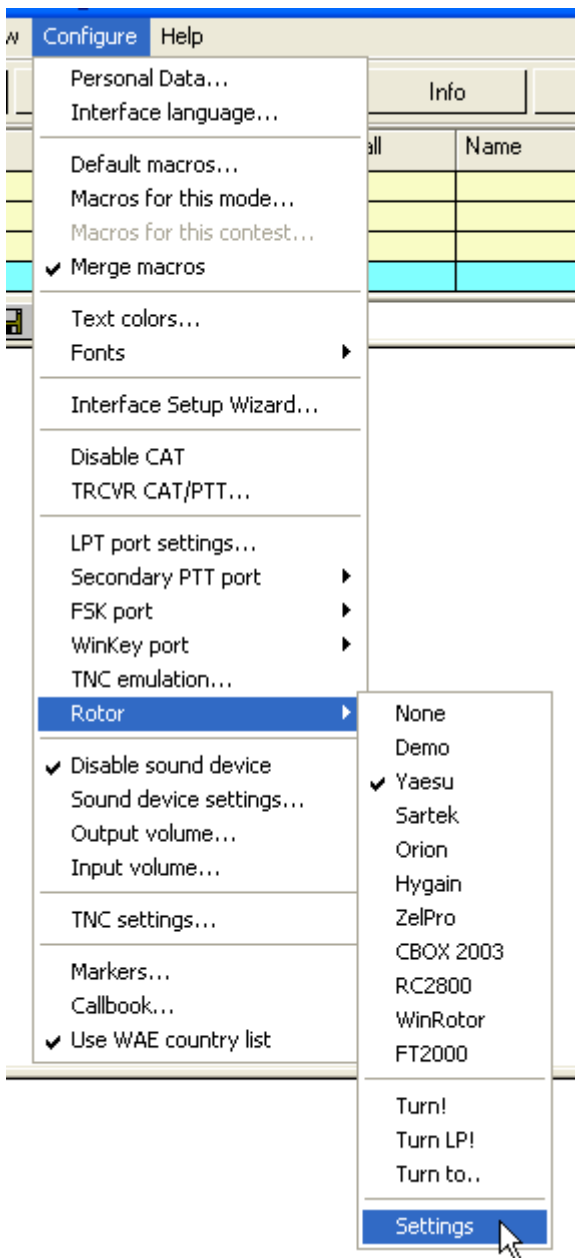 w Configure Help
Personal Data...
Info
Interface language...
all Name
Default macros...
Macros for this mode...
Macros for this contest...
Merge macros
Text colors...
Fonts
Interface Setup Wizard...
Disable CAT
TRCVR CAT/PTT...
LPT port settings...
Secondary PTT port
FSK port
WinKey port
TNC emulation...
Rotor
Disable sound device
Sound device settings...
Output volume...
Input volume...
TNC settings...
Markers...
Callbook...
Use WAE country list
None
Demo
Yaesu
Sartek
Orion
Hygain
ZelPro
CBOX 2003
RC2800
WinRotor
FT2000
Turn!
Turn LP!
Turn to..
Settings